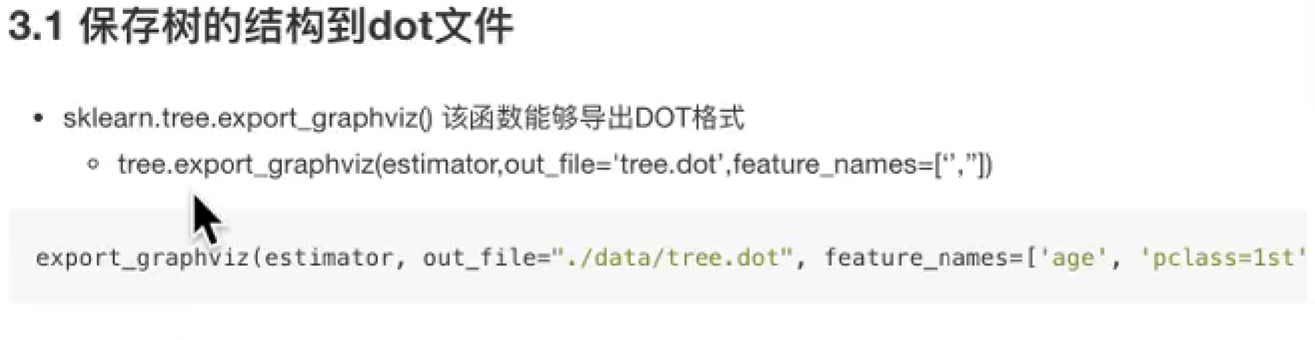 3.1 保存树的结构到dot文件
sklearn.tree.export_graphviz() 该函数能够导出DOT格式
tree.export_graphviz(estimator,out_file='tree.dot’,feature_names=[‘’,’’])
export_graphviz(estimator, out_file="./data/tree.dot", feature_names=['age', 'pclass=1st'